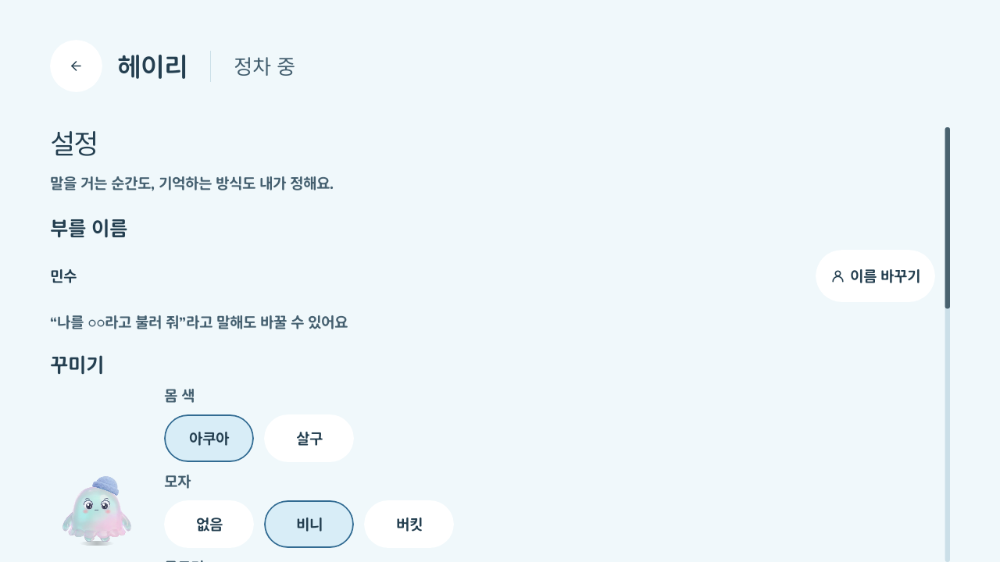 헤이리
정차 중
설정
말을 거는 순간도, 기억하는 방식도 내가 정해요.
부를 이름
민수
이름 바꾸기
“나를 ○○라고 불러 줘”라고 말해도 바꿀 수 있어요
꾸미기
몸 색
아쿠아
살구
모자
없음
비니
버킷